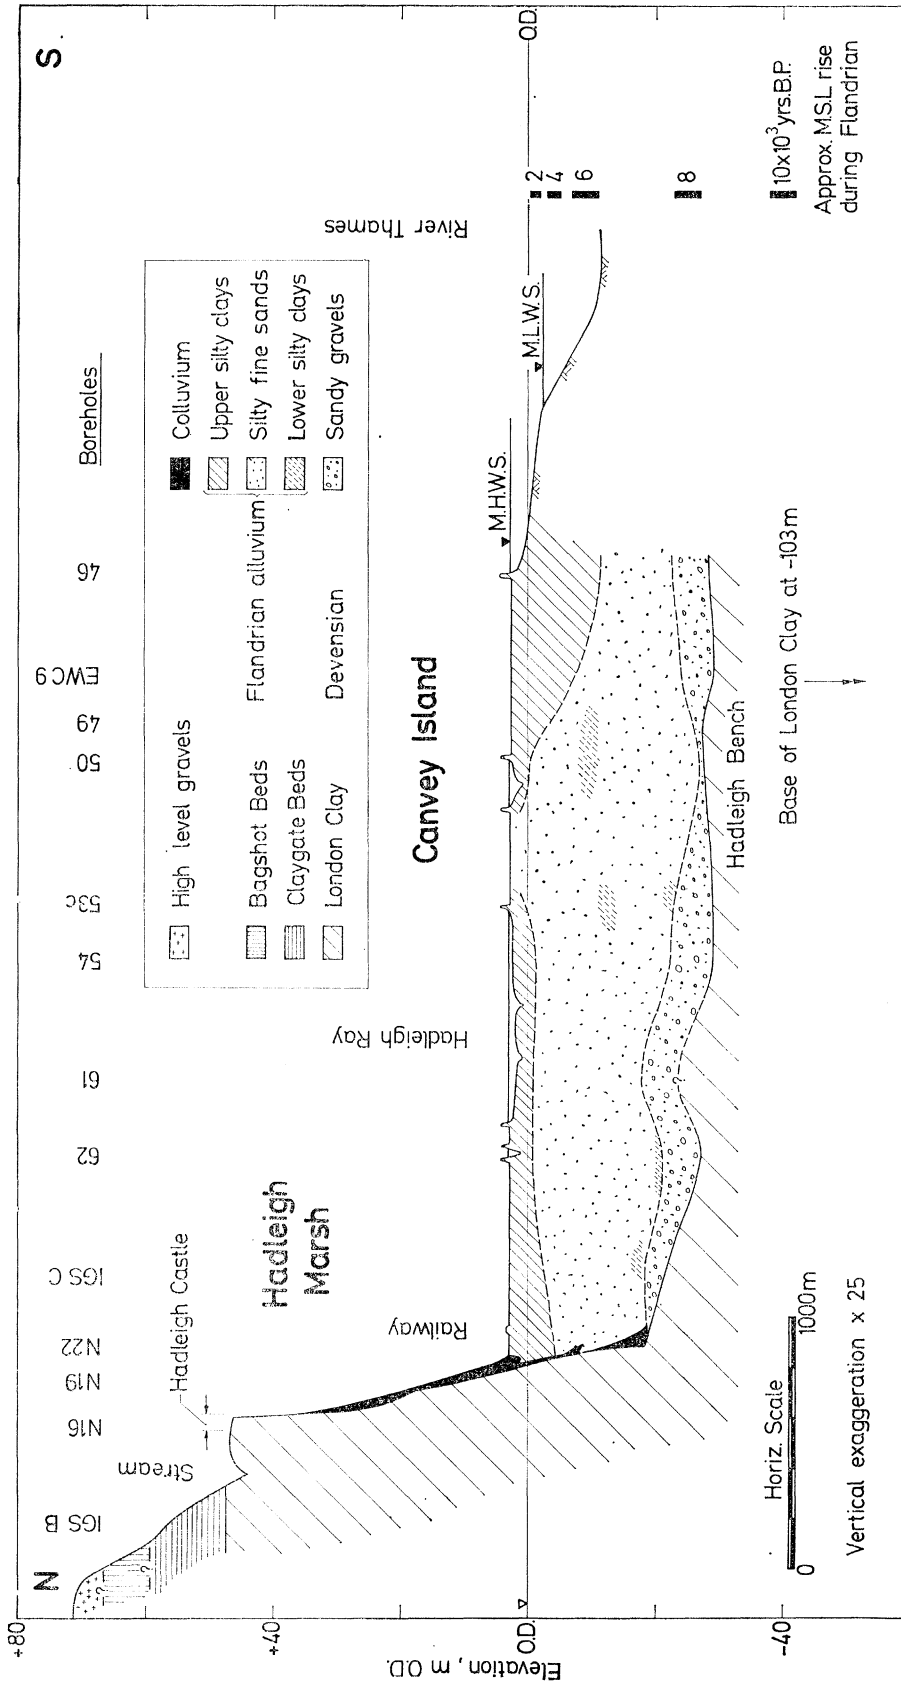 N
S
Boreholes
IGS B
N16
N19
N22
IGS C
62
61
54
53c
50
49
EWC9
46
Stream
Hadleigh Castle
Railway
Hadleigh
Marsh
Hadleigh Ray
Canvey Island
River Thames
High level gravels
Bagshot Beds
Claygate Beds
London Clay
Flandrian alluvium
Devensian
Colluvium
Upper silty clays
Silty fine sands
Lower silty clays
Sandy gravels
M.H.W.S.
M.L.W.S.
O.D.
+80
+40
O.D.
-40
Elevation, m O.D.
?
?
?
2
4
6
8
10x10³yrs.B.P.
Approx. M.S.L rise
during Flandrian
Hadleigh Bench
Base of London Clay at -103m
Horiz. Scale
0
1000m
Vertical exaggeration x 25